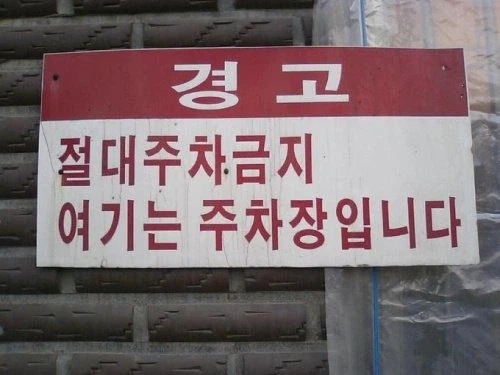 경고
절대주차금지
여기는 주차장입니다